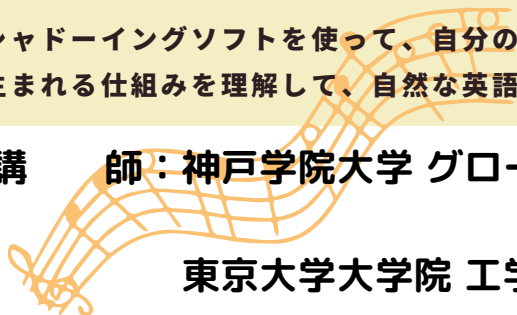 シャドーイングソフトを使って、自分の
生まれる仕組みを理解して、自然な英語
講　　師：神戸学院大学 グロー
東京大学大学院 工学